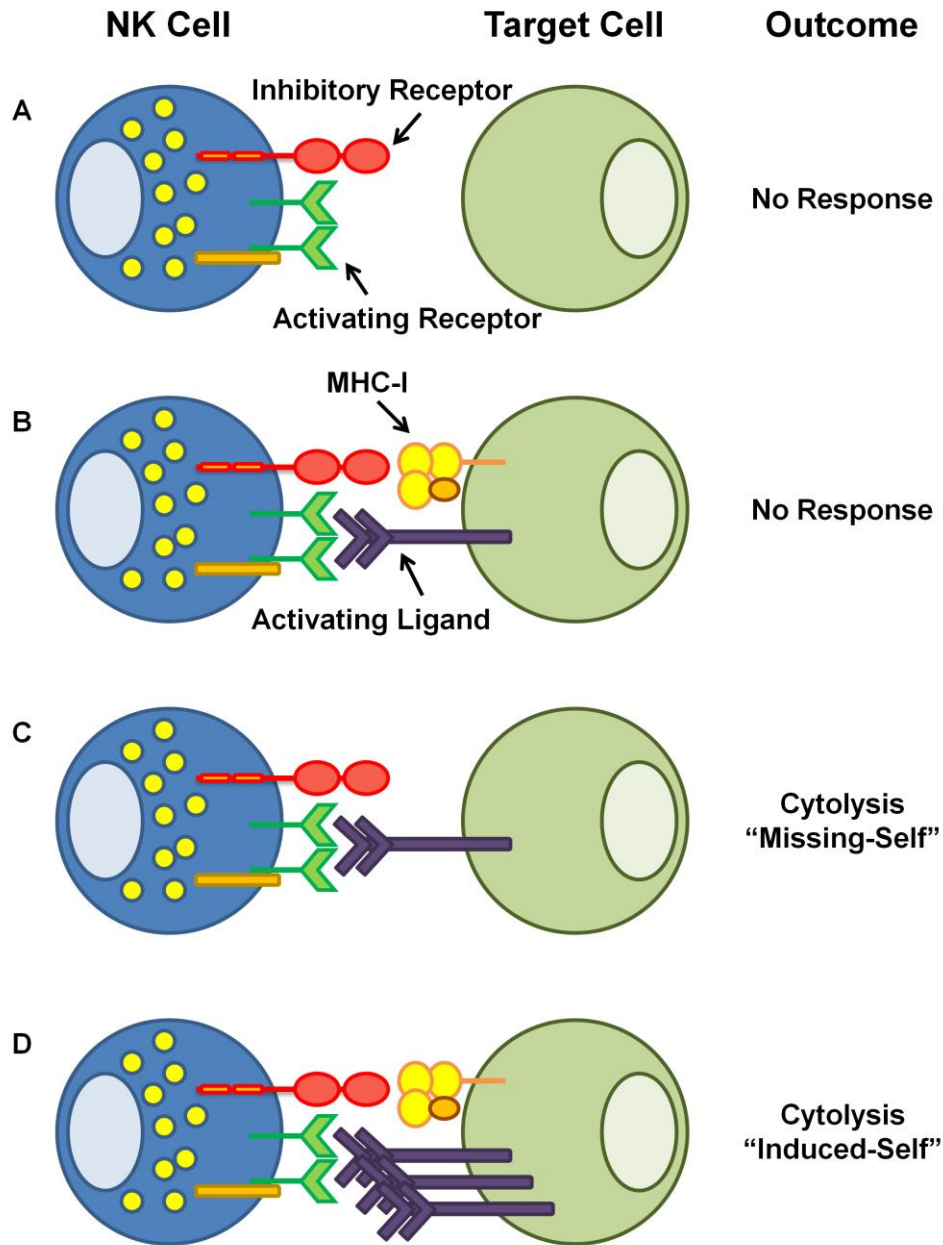 NK Cell Target Cell Outcome
A
Inhibitory Receptor
No Response
Activating Receptor
MHC-I
B
No Response
Activating Ligand
C
Cytolysis
“Missing-Self”
D
Cytolysis
“Induced-Self”